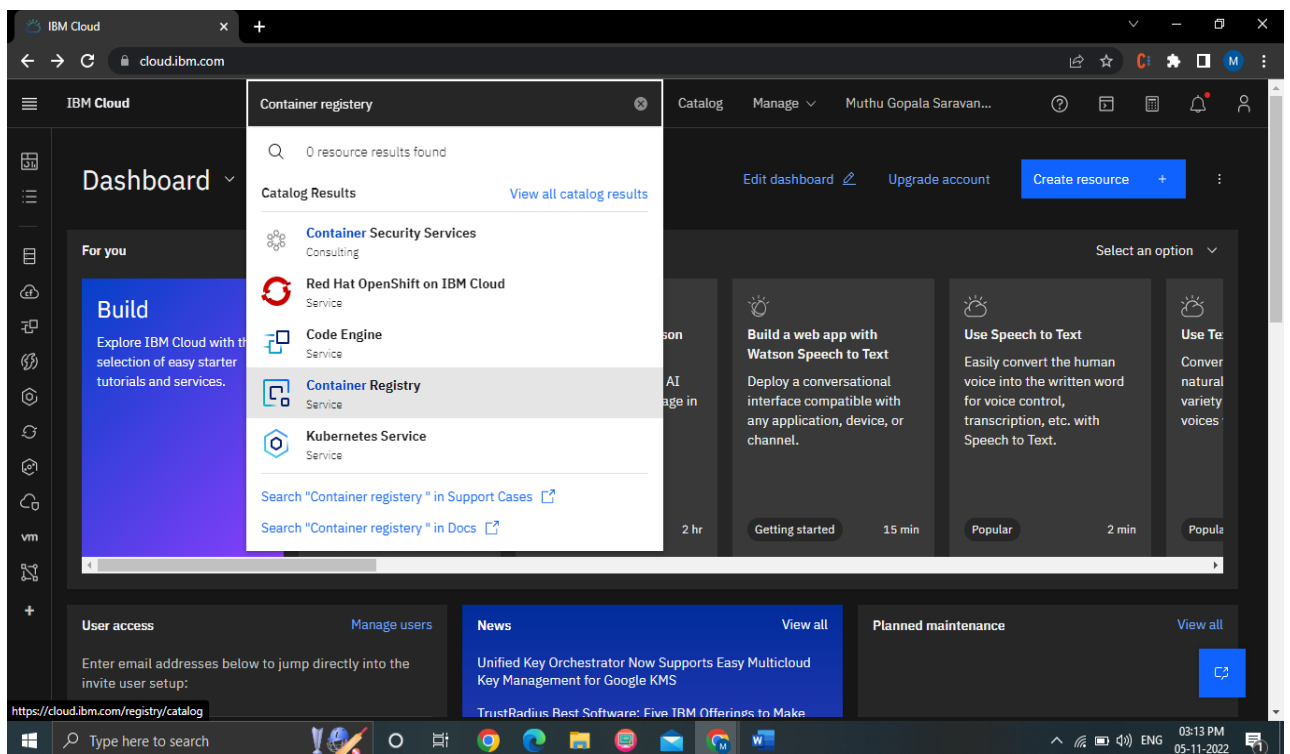 IBM Cloud
cloud.ibm.com
M
IBM Cloud
Container registery
Catalog
Manage
Muthu Gopala Saravan...
0 resource results found
Dashboard
Edit dashboard
Upgrade account
Create resource +
Catalog Results
View all catalog results
Container Security Services
Consulting
Red Hat OpenShift on IBM Cloud
Service
Code Engine
Service
Container Registry
Service
Kubernetes Service
Service
Search "Container registery " in Support Cases
Search "Container registery " in Docs
For you
Select an option
Build
Explore IBM Cloud with th
selection of easy starter
tutorials and services.
son
AI
age in
2 hr
Build a web app with
Watson Speech to Text
Deploy a conversational
interface compatible with
any application, device, or
channel.
Getting started
15 min
Use Speech to Text
Easily convert the human
voice into the written word
for voice control,
transcription, etc. with
Speech to Text.
Popular
2 min
Use Te
Conver
natural
variety
voices
Popula
vm
User access
Manage users
Enter email addresses below to jump directly into the
invite user setup:
News
View all
Unified Key Orchestrator Now Supports Easy Multicloud
Key Management for Google KMS
TrustRadius Best Software: Five IBM Offerings to Make
Planned maintenance
View all
https://cloud.ibm.com/registry/catalog
Type here to search
ENG
03:13 PM
05-11-2022